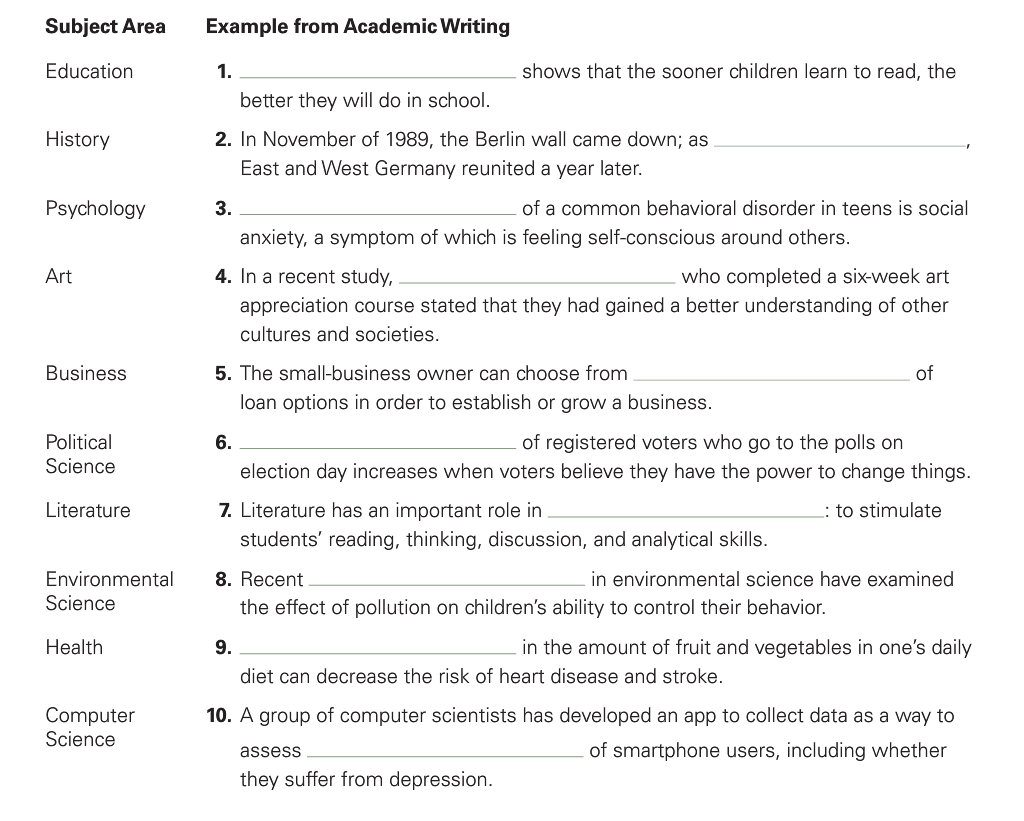 Subject Area Example from Academic Writing
Education 1. ____ shows that the sooner children learn to read, the
better they will do in school.
History 2. In November of 1989, the Berlin wall came down; as ____,
East and West Germany reunited a year later.
Psychology 3. ____ of a common behavioral disorder in teens is social
anxiety, a symptom of which is feeling self-conscious around others.
Art 4. In a recent study, ____ who completed a six-week art
appreciation course stated that they had gained a better understanding of other
cultures and societies.
Business 5. The small-business owner can choose from ____ of
loan options in order to establish or grow a business.
Political 6. ____ of registered voters who go to the polls on
Science election day increases when voters believe they have the power to change things.
Literature 7. Literature has an important role in ____: to stimulate
students’ reading, thinking, discussion, and analytical skills.
Environmental 8. Recent ____ in environmental science have examined
Science the effect of pollution on children’s ability to control their behavior.
Health 9. ____ in the amount of fruit and vegetables in one’s daily
diet can decrease the risk of heart disease and stroke.
Computer 10. A group of computer scientists has developed an app to collect data as a way to
Science assess ____ of smartphone users, including whether
they suffer from depression.